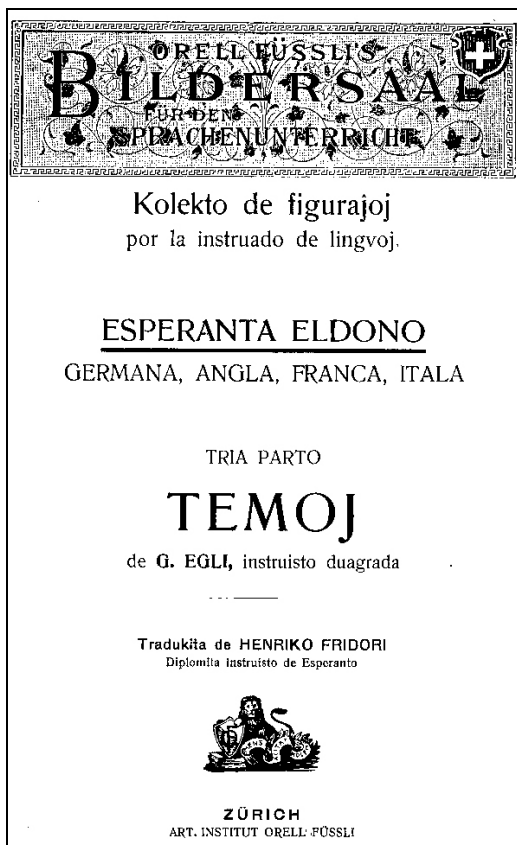 ORELL FÜSSLI'S
BILDERSAAL
FÜR DEN
SPRACHENUNTERRICHT
Kolekto de figurajoj
por la instruado de lingvoj.
ESPERANTA ELDONO
GERMANA, ANGLA, FRANCA, ITALA
TRIA PARTO
TEMOJ
de G. EGLI, instruisto duagrada
Tradukita de HENRIKO FRIDORI
Diplomita instruisto de Esperanto
ZÜRICH
ART. INSTITUT ORELL FÜSSLI